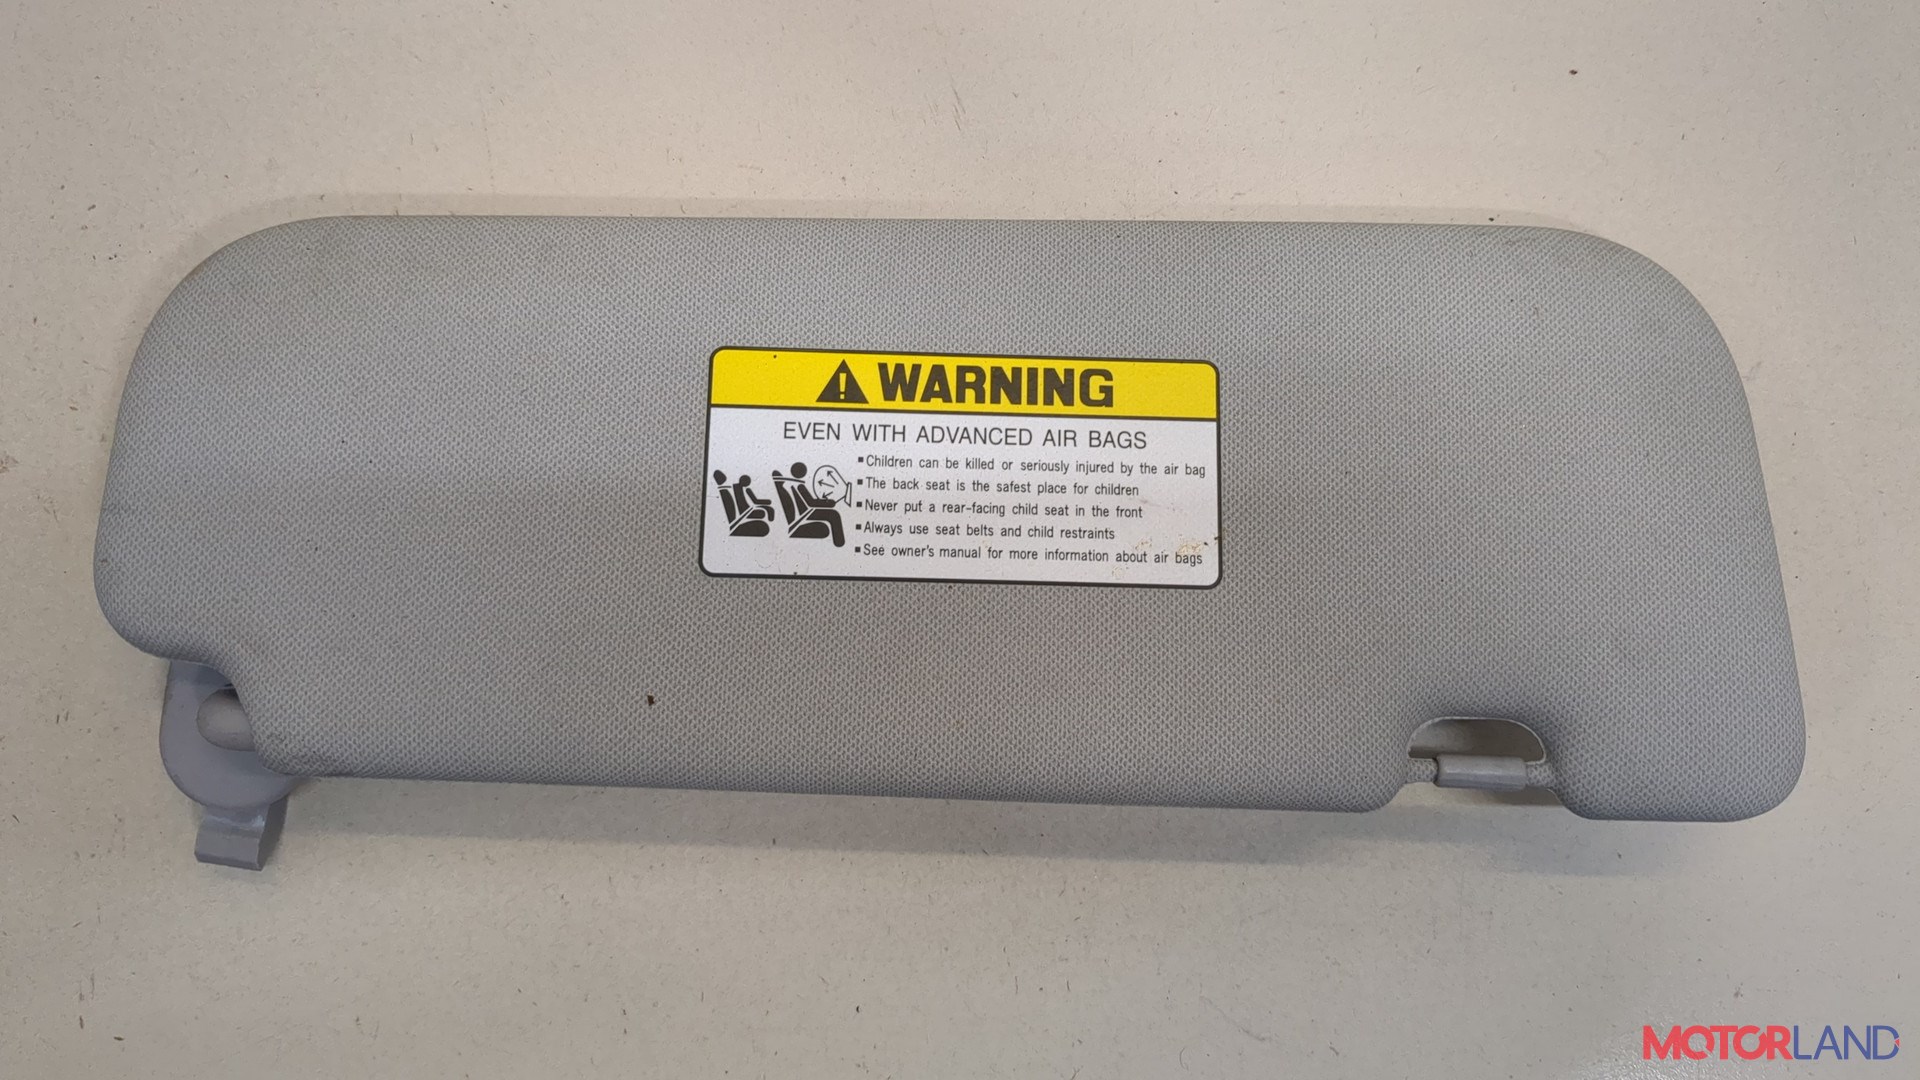 WARNING
EVEN WITH ADVANCED AIR BAGS
▪Children can be killed or seriously injured by the air bag
▪The back seat is the safest place for children
▪Never put a rear-facing child seat in the front
▪Always use seat belts and child restraints
▪See owner's manual for more information about air bags
MOTORLAND